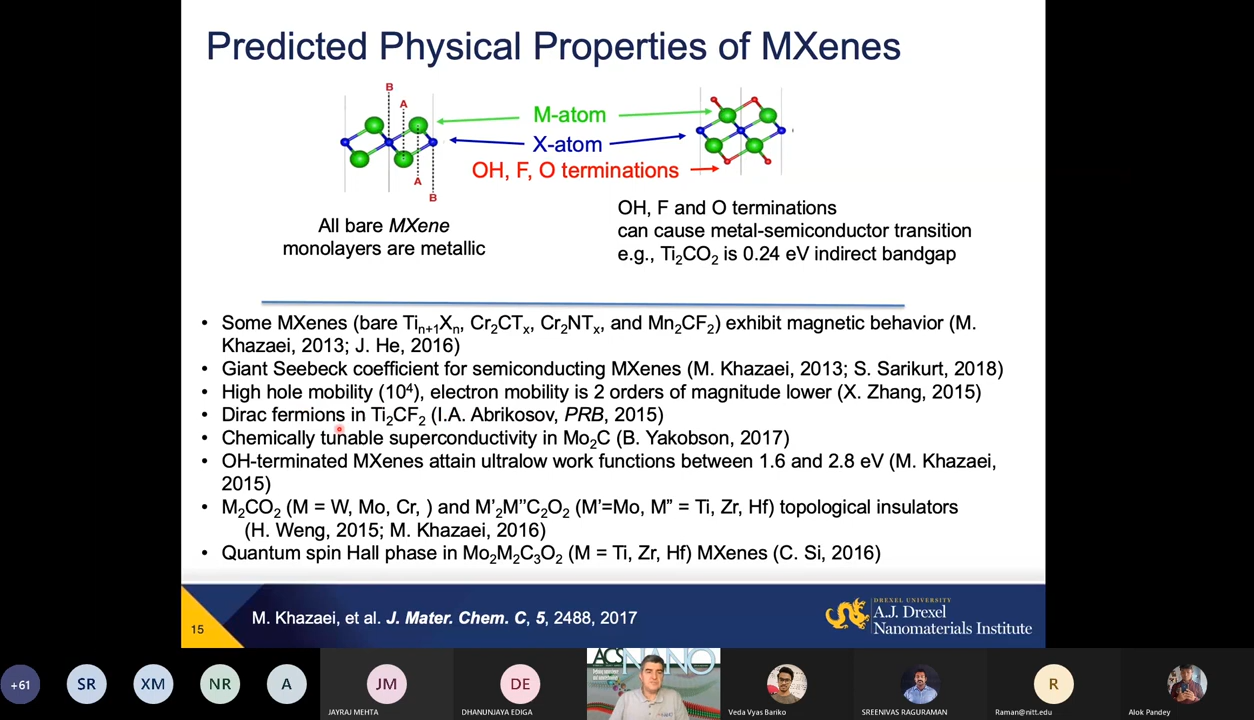 Predicted Physical Properties of MXenes
B
A
M-atom
X-atom
OH, F, O terminations
A
B
All bare MXene
monolayers are metallic
OH, F and O terminations
can cause metal-semiconductor transition
e.g., Ti₂CO₂ is 0.24 eV indirect bandgap
• Some MXenes (bare Tiₙ₊₁Xₙ, Cr₂CTₓ, Cr₂NTₓ, and Mn₂CF₂) exhibit magnetic behavior (M.
Khazaei, 2013; J. He, 2016)
• Giant Seebeck coefficient for semiconducting MXenes (M. Khazaei, 2013; S. Sarikurt, 2018)
• High hole mobility (10⁴), electron mobility is 2 orders of magnitude lower (X. Zhang, 2015)
• Dirac fermions in Ti₂CF₂ (I.A. Abrikosov, PRB, 2015)
• Chemically tunable superconductivity in Mo₂C (B. Yakobson, 2017)
• OH-terminated MXenes attain ultralow work functions between 1.6 and 2.8 eV (M. Khazaei,
2015)
• M₂CO₂ (M = W, Mo, Cr, ) and M'₂M"C₂O₂ (M'=Mo, M" = Ti, Zr, Hf) topological insulators
(H. Weng, 2015; M. Khazaei, 2016)
• Quantum spin Hall phase in Mo₂M₂C₃O₂ (M = Ti, Zr, Hf) MXenes (C. Si, 2016)
15
M. Khazaei, et al. J. Mater. Chem. C, 5, 2488, 2017
DREXEL UNIVERSITY
A.J. Drexel
Nanomaterials Institute
+61
SR
XM
NR
A
JM
JAYRAJ MEHTA
DE
DHANUNJAYA EDIGA
ACS NANO
Veda Vyas Bariko
SREENIVAS RAGURAMAN
R
Raman@nitt.edu
Alok Pandey